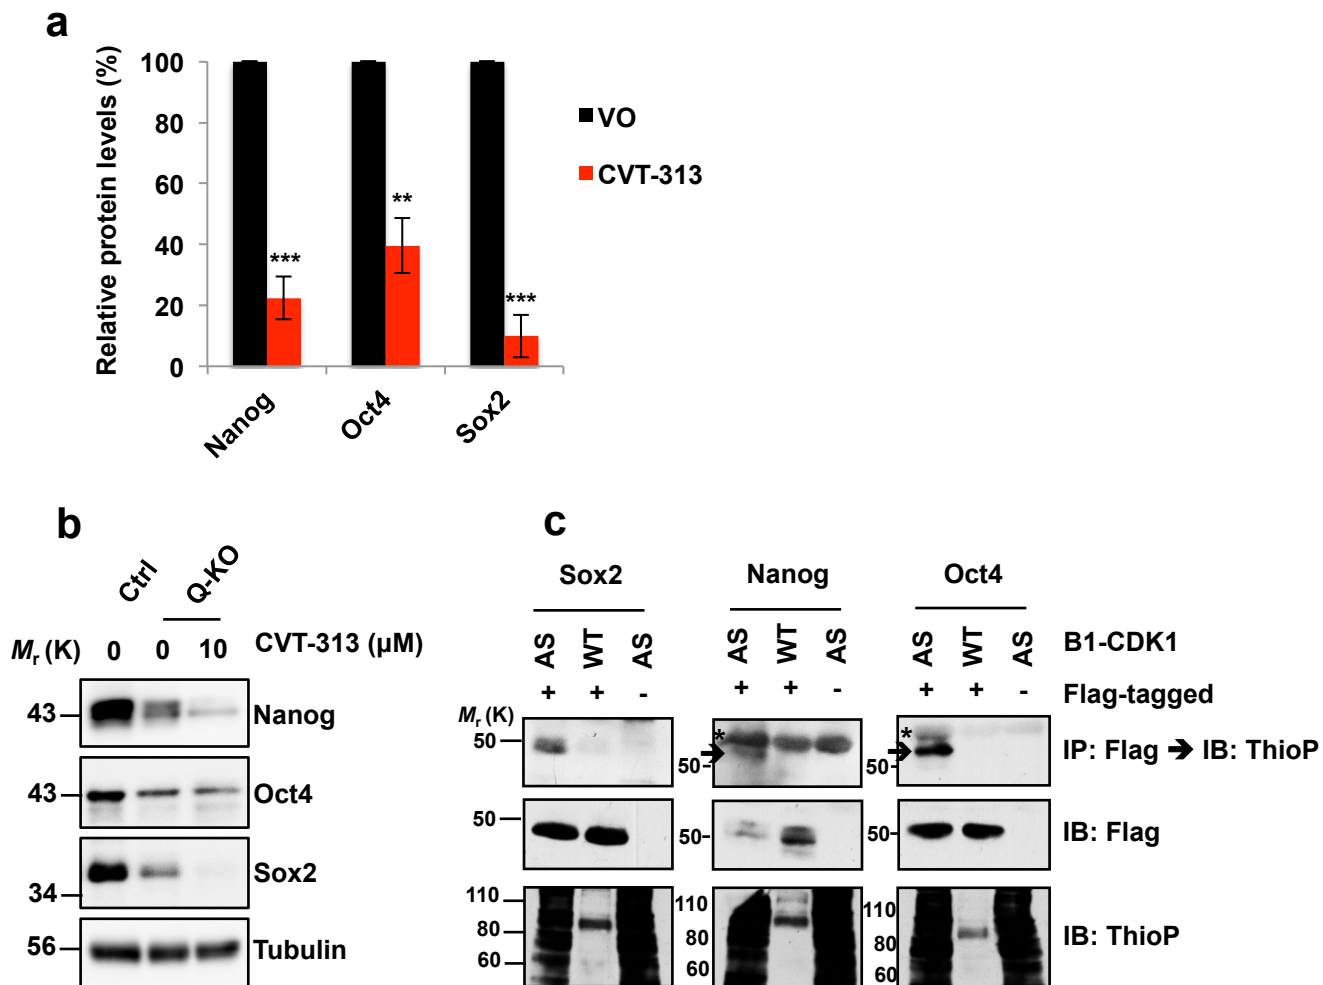 a
Relative protein levels (%)
100
80
60
40
20
0
***
**
***
Nanog
Oct4
Sox2
VO
CVT-313
b
Ctrl
Q-KO
Mr (K)
0
0
10
CVT-313 (µM)
43
Nanog
43
Oct4
34
Sox2
56
Tubulin
c
Sox2
Nanog
Oct4
AS
WT
AS
AS
WT
AS
AS
WT
AS
B1-CDK1
+
+
-
+
+
-
+
+
-
Flag-tagged
Mr (K)
50
*
50
*
50
IP: Flag ➔ IB: ThioP
50
50
50
IB: Flag
110
80
60
110
80
60
110
80
60
IB: ThioP